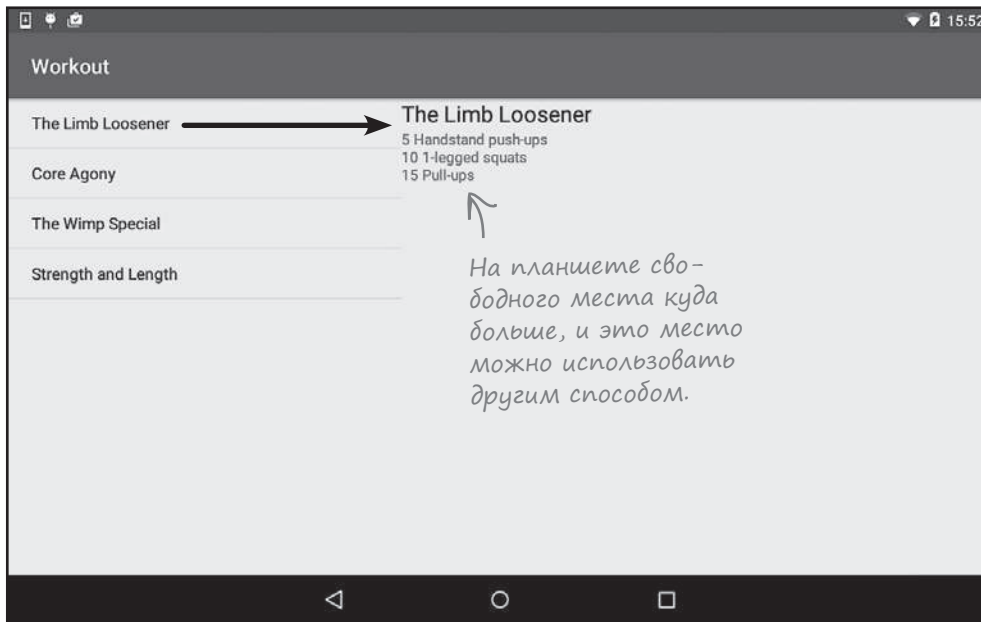 15:52
Workout
The Limb Loosener
Core Agony
The Wimp Special
Strength and Length
The Limb Loosener
5 Handstand push-ups
10 1-legged squats
15 Pull-ups
На планшете сво-
бодного места куда
больше, и это место
можно использовать
другим способом.